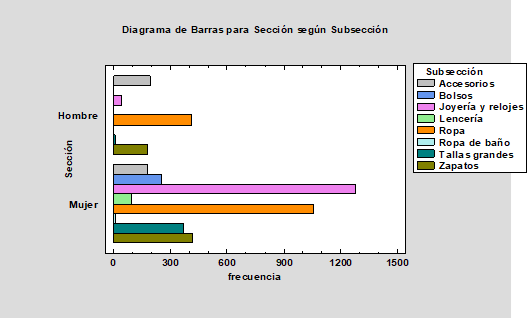 Diagrama de Barras para Sección según Subsección
Subsección
Accesorios
Bolsos
Joyería y relojes
Lencería
Ropa
Ropa de baño
Tallas grandes
Zapatos
Sección
Hombre
Mujer
0 300 600 900 1200 1500
frecuencia